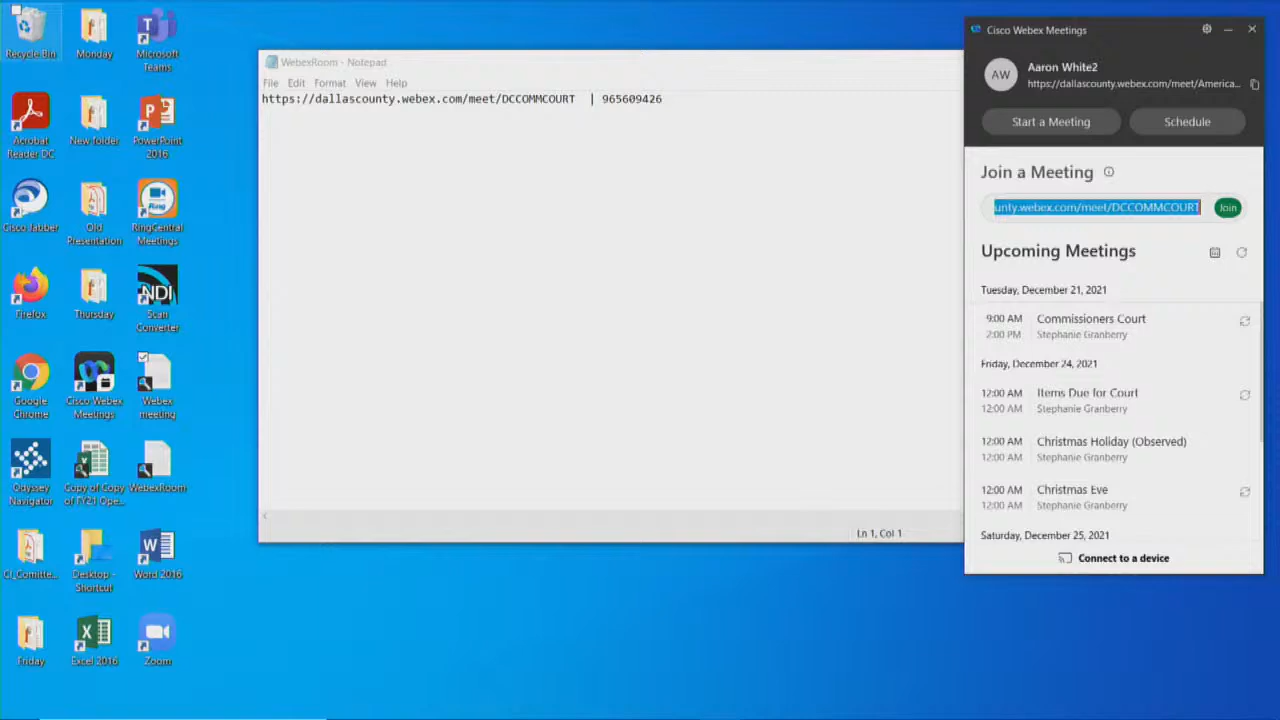 Recycle Bin
Monday
Microsoft
Teams
Acrobat
Reader DC
New folder
PowerPoint
2016
Cisco Jabber
Old
Presentation
RingCentral
Meetings
Ring
Firefox
Thursday
NDI
Scan
Converter
Google
Chrome
Cisco Webex
Meetings
Webex
meeting
Odyssey
Navigator
Copy of Copy
of FY21 Ope...
WebexRoom
CJ_Comitte...
Desktop -
Shortcut
Word 2016
Friday
Excel 2016
Zoom
WebexRoom - Notepad
File Edit Format View Help
https://dallascounty.webex.com/meet/DCCOMMCOURT | 965609426
Ln 1, Col 1
Cisco Webex Meetings
AW
Aaron White2
https://dallascounty.webex.com/meet/America...
Start a Meeting
Schedule
Join a Meeting
unty.webex.com/meet/DCCOMMCOURT
Join
Upcoming Meetings
Tuesday, December 21, 2021
9:00 AM Commissioners Court
2:00 PM Stephanie Granberry
Friday, December 24, 2021
12:00 AM Items Due for Court
12:00 AM Stephanie Granberry
12:00 AM Christmas Holiday (Observed)
12:00 AM Stephanie Granberry
12:00 AM Christmas Eve
12:00 AM Stephanie Granberry
Saturday, December 25, 2021
Connect to a device